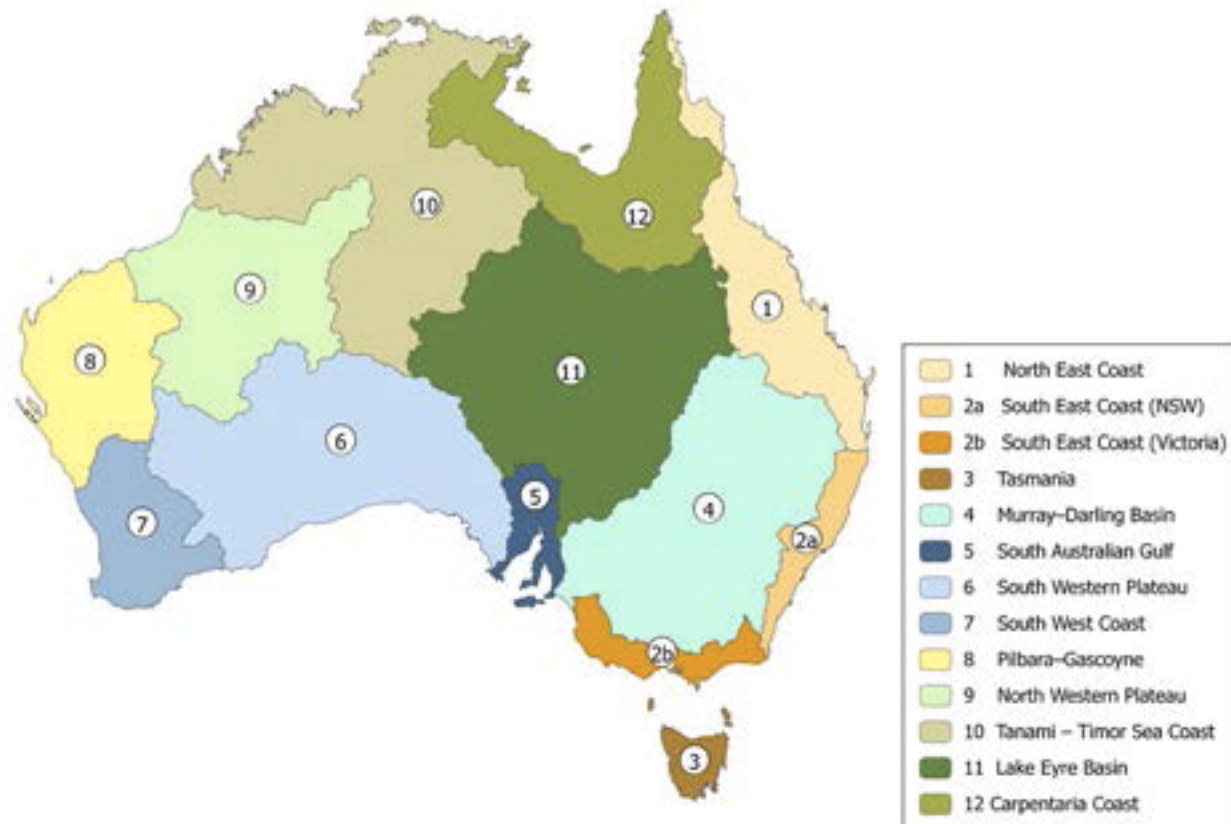 10
12
9
1
8
11
6
5
4
7
2a
2b
3
1 North East Coast
2a South East Coast (NSW)
2b South East Coast (Victoria)
3 Tasmania
4 Murray–Darling Basin
5 South Australian Gulf
6 South Western Plateau
7 South West Coast
8 Pilbara–Gascoyne
9 North Western Plateau
10 Tanami – Timor Sea Coast
11 Lake Eyre Basin
12 Carpentaria Coast